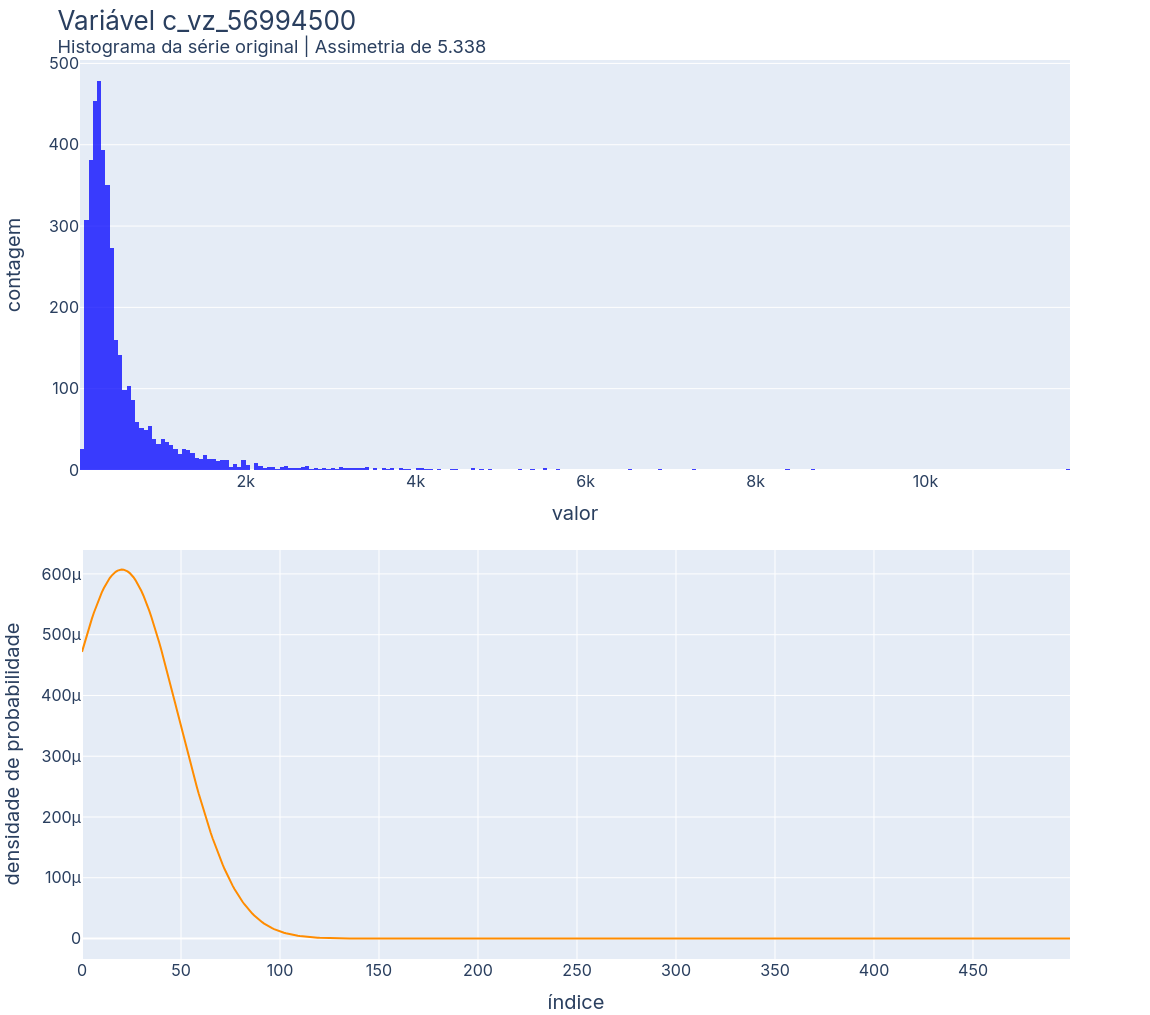 Variável c_vz_56994500
Histograma da série original | Assimetria de 5.338
500
400
300
200
100
0
contagem
2k
4k
6k
8k
10k
valor
600μ
500μ
400μ
300μ
200μ
100μ
0
densidade de probabilidade
0
50
100
150
200
250
300
350
400
450
índice